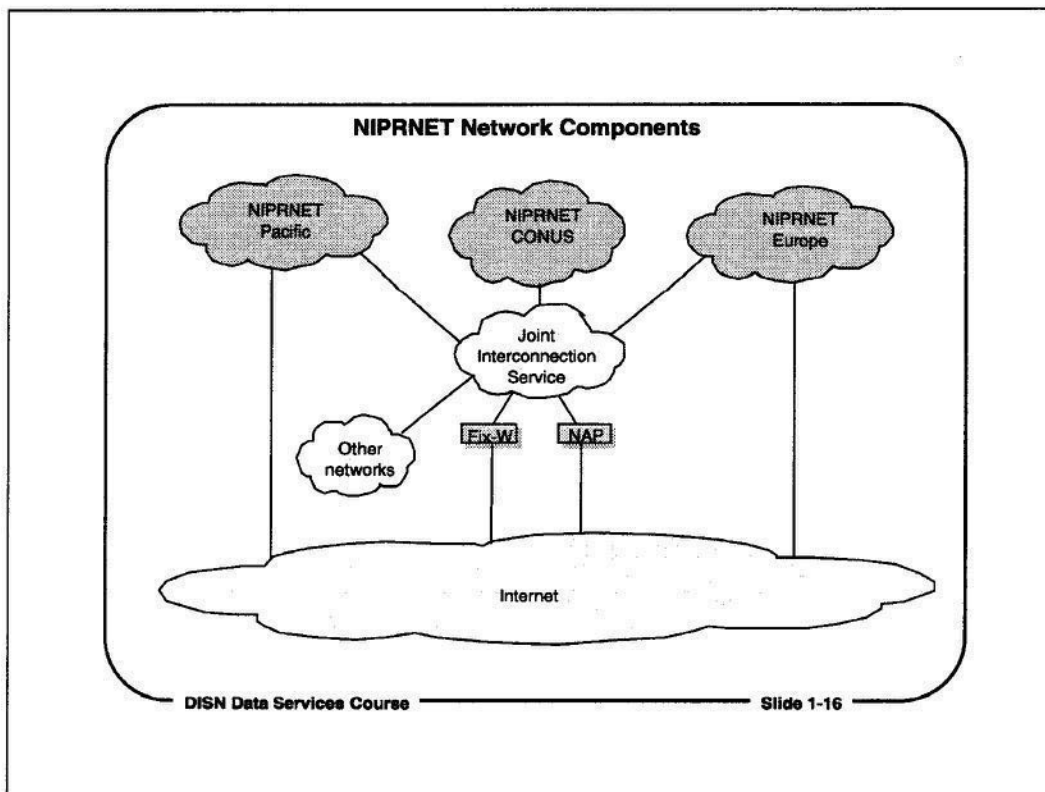 NIPRNET Network Components
NIPRNET
Pacific
NIPRNET
CONUS
NIPRNET
Europe
Joint
Interconnection
Service
Other
networks
Fix-W
NAP
Internet
DISN Data Services Course
Slide 1-16